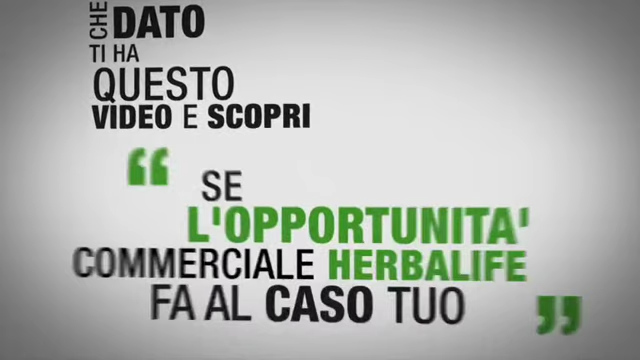 CHE DATO
TI HA
QUESTO
VIDEO E SCOPRI
“ SE
L'OPPORTUNITA'
COMMERCIALE HERBALIFE
FA AL CASO TUO ”